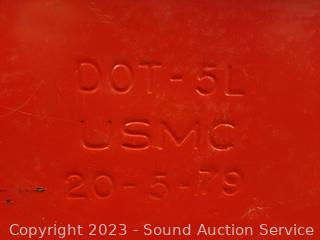 DOT-5L
USMC
20-5-79
Copyright 2023 - Sound Auction Service